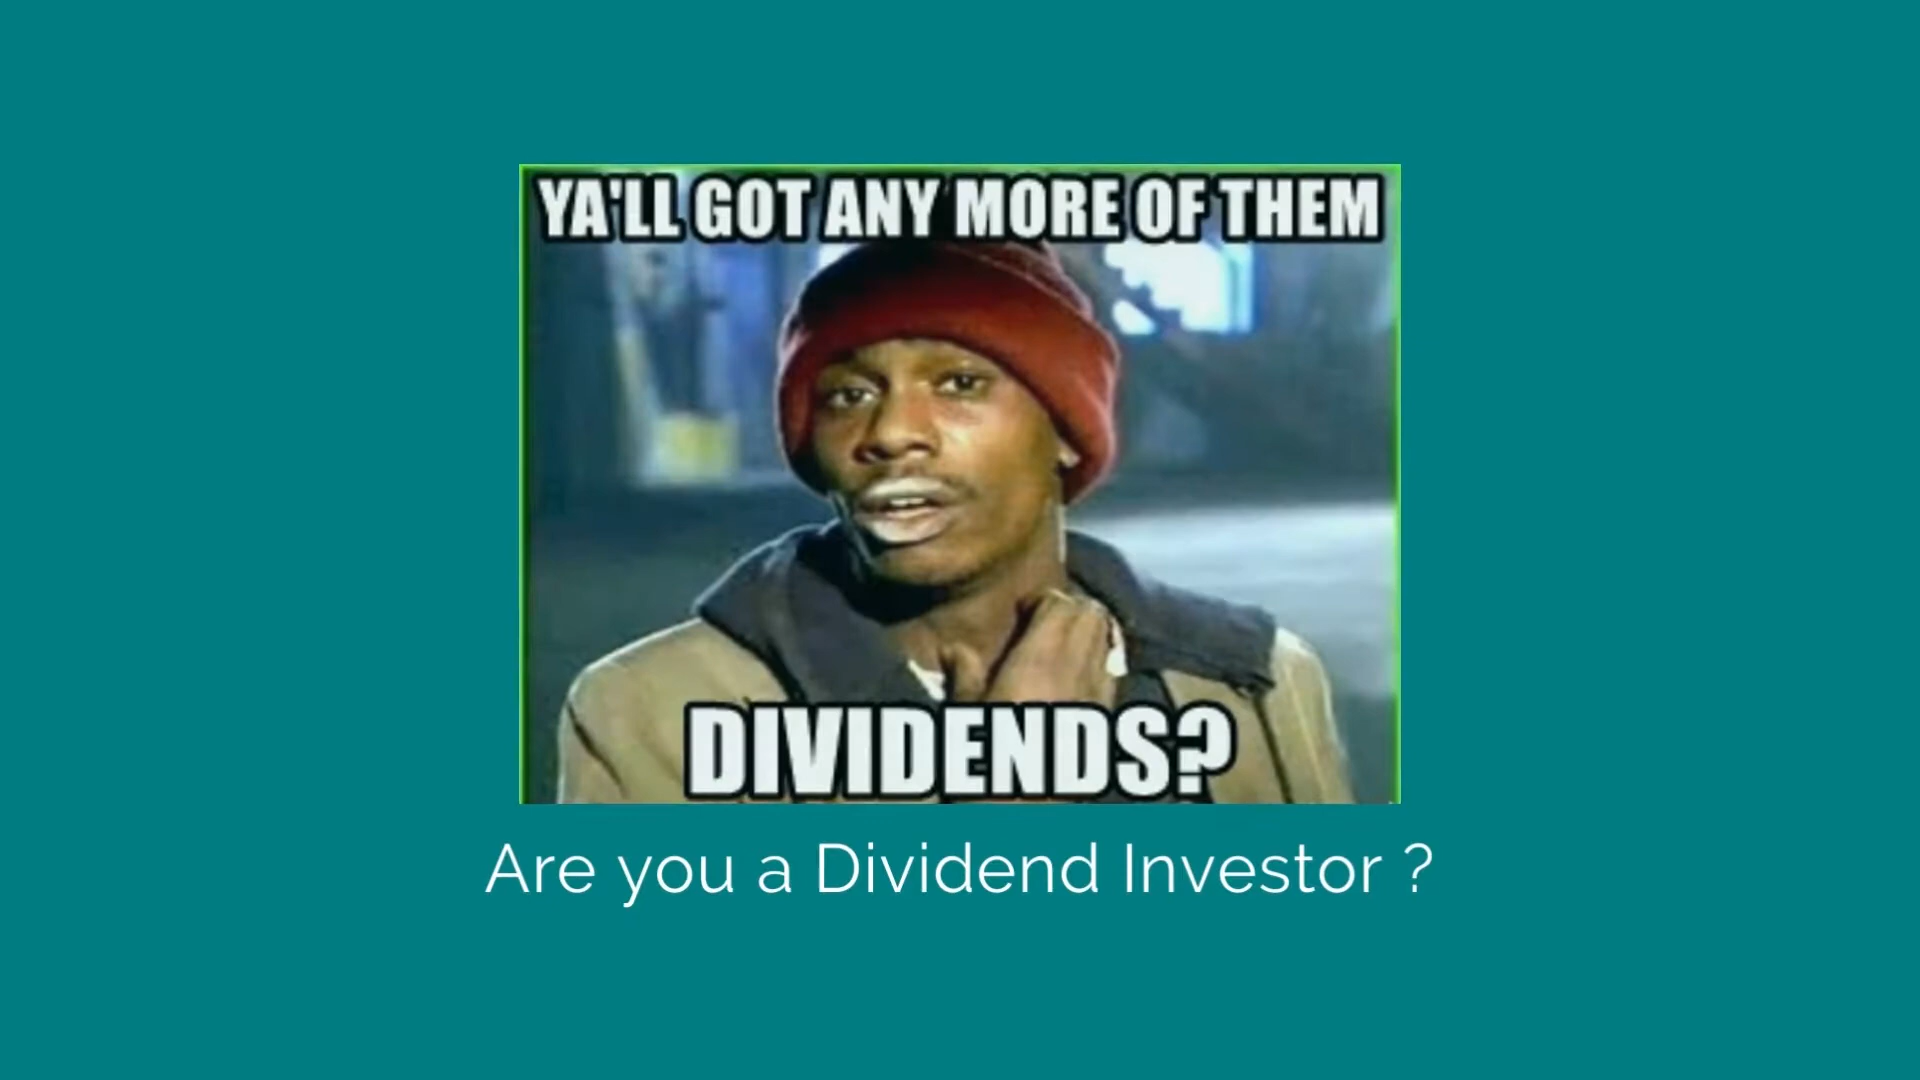 YA'LL GOT ANY MORE OF THEM
DIVIDENDS?
Are you a Dividend Investor ?